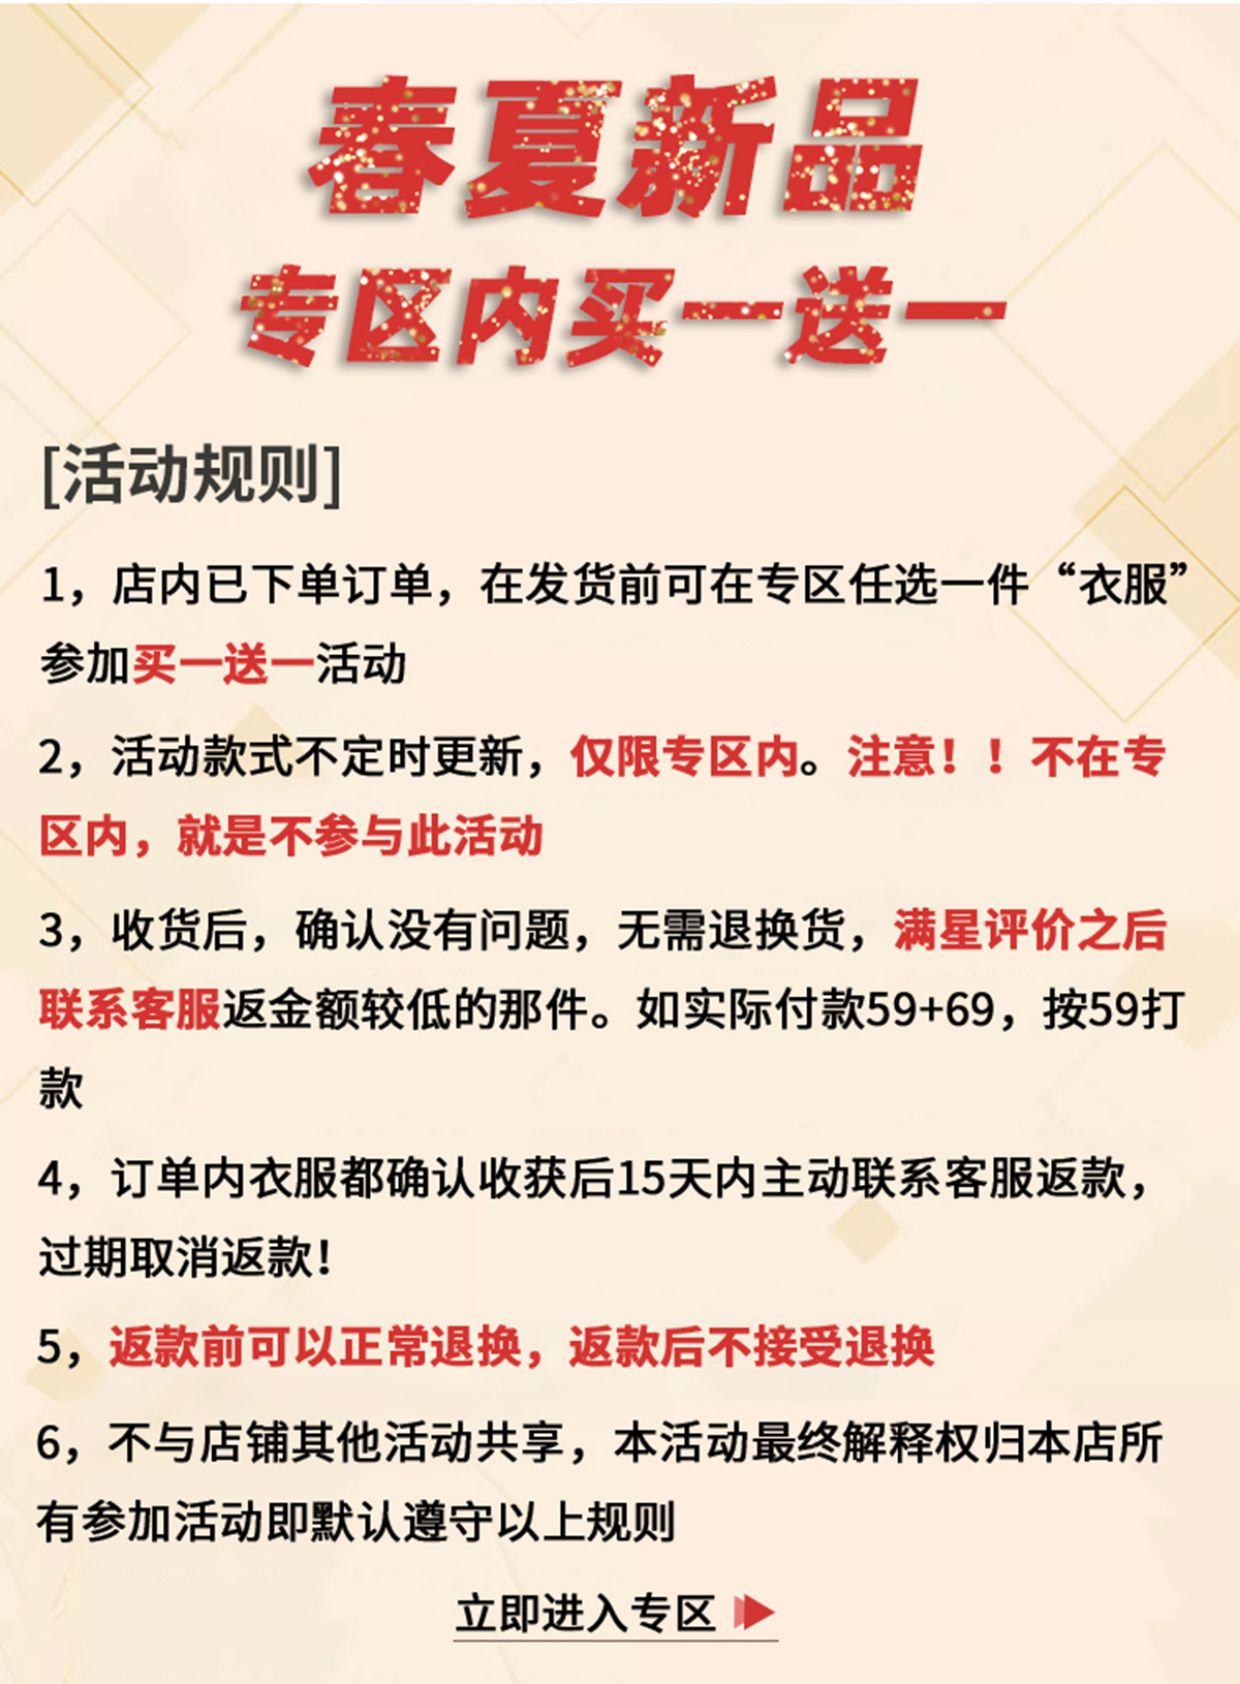 春夏新品
专区内买一送一
[活动规则]
1，店内已下单订单，在发货前可在专区任选一件“衣服”
参加买一送一活动
2，活动款式不定时更新，仅限专区内。注意！！不在专
区内，就是不参与此活动
3，收货后，确认没有问题，无需退换货，满星评价之后
联系客服返金额较低的那件。如实际付款59+69，按59打
款
4，订单内衣服都确认收获后15天内主动联系客服返款，
过期取消返款！
5，返款前可以正常退换，返款后不接受退换
6，不与店铺其他活动共享，本活动最终解释权归本店所
有参加活动即默认遵守以上规则
立即进入专区